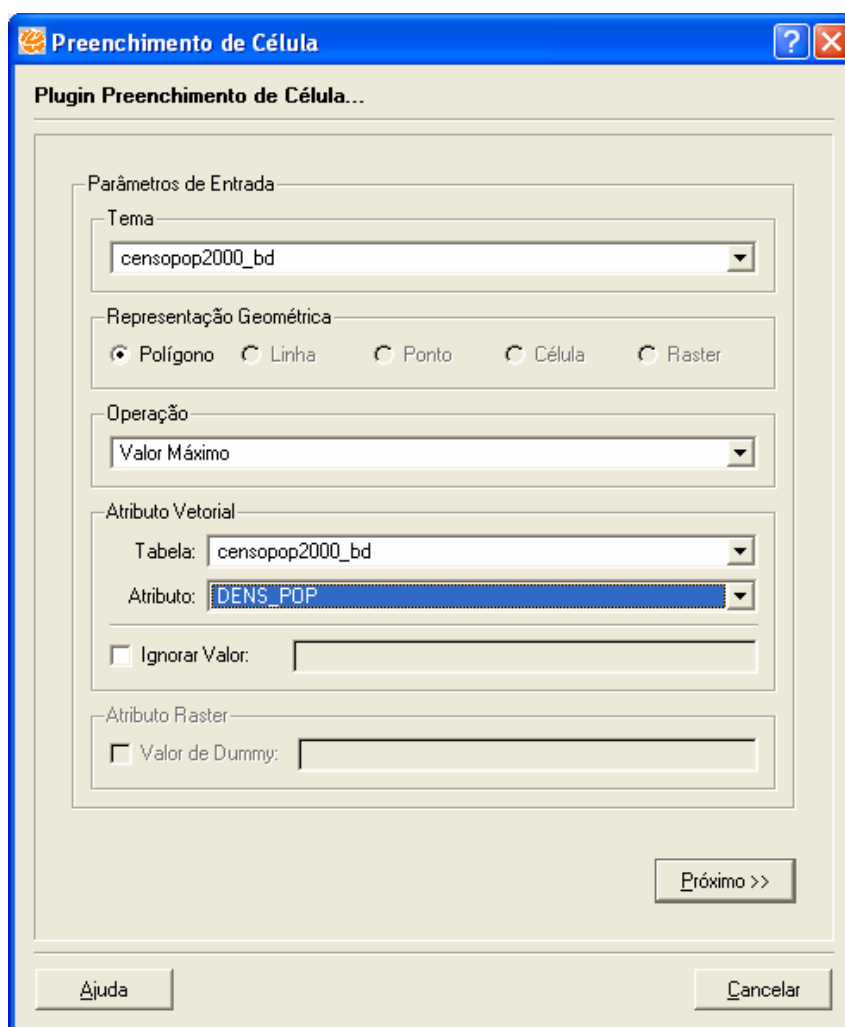 Preenchimento de Célula
Plugin Preenchimento de Célula...
Parâmetros de Entrada
Tema
censopop2000_bd
Representação Geométrica
Polígono Linha Ponto Célula Raster
Operação
Valor Máximo
Atributo Vetorial
Tabela: censopop2000_bd
Atributo: DENS_POP
Ignorar Valor:
Atributo Raster
Valor de Dummy:
Próximo >>
Ajuda Cancelar